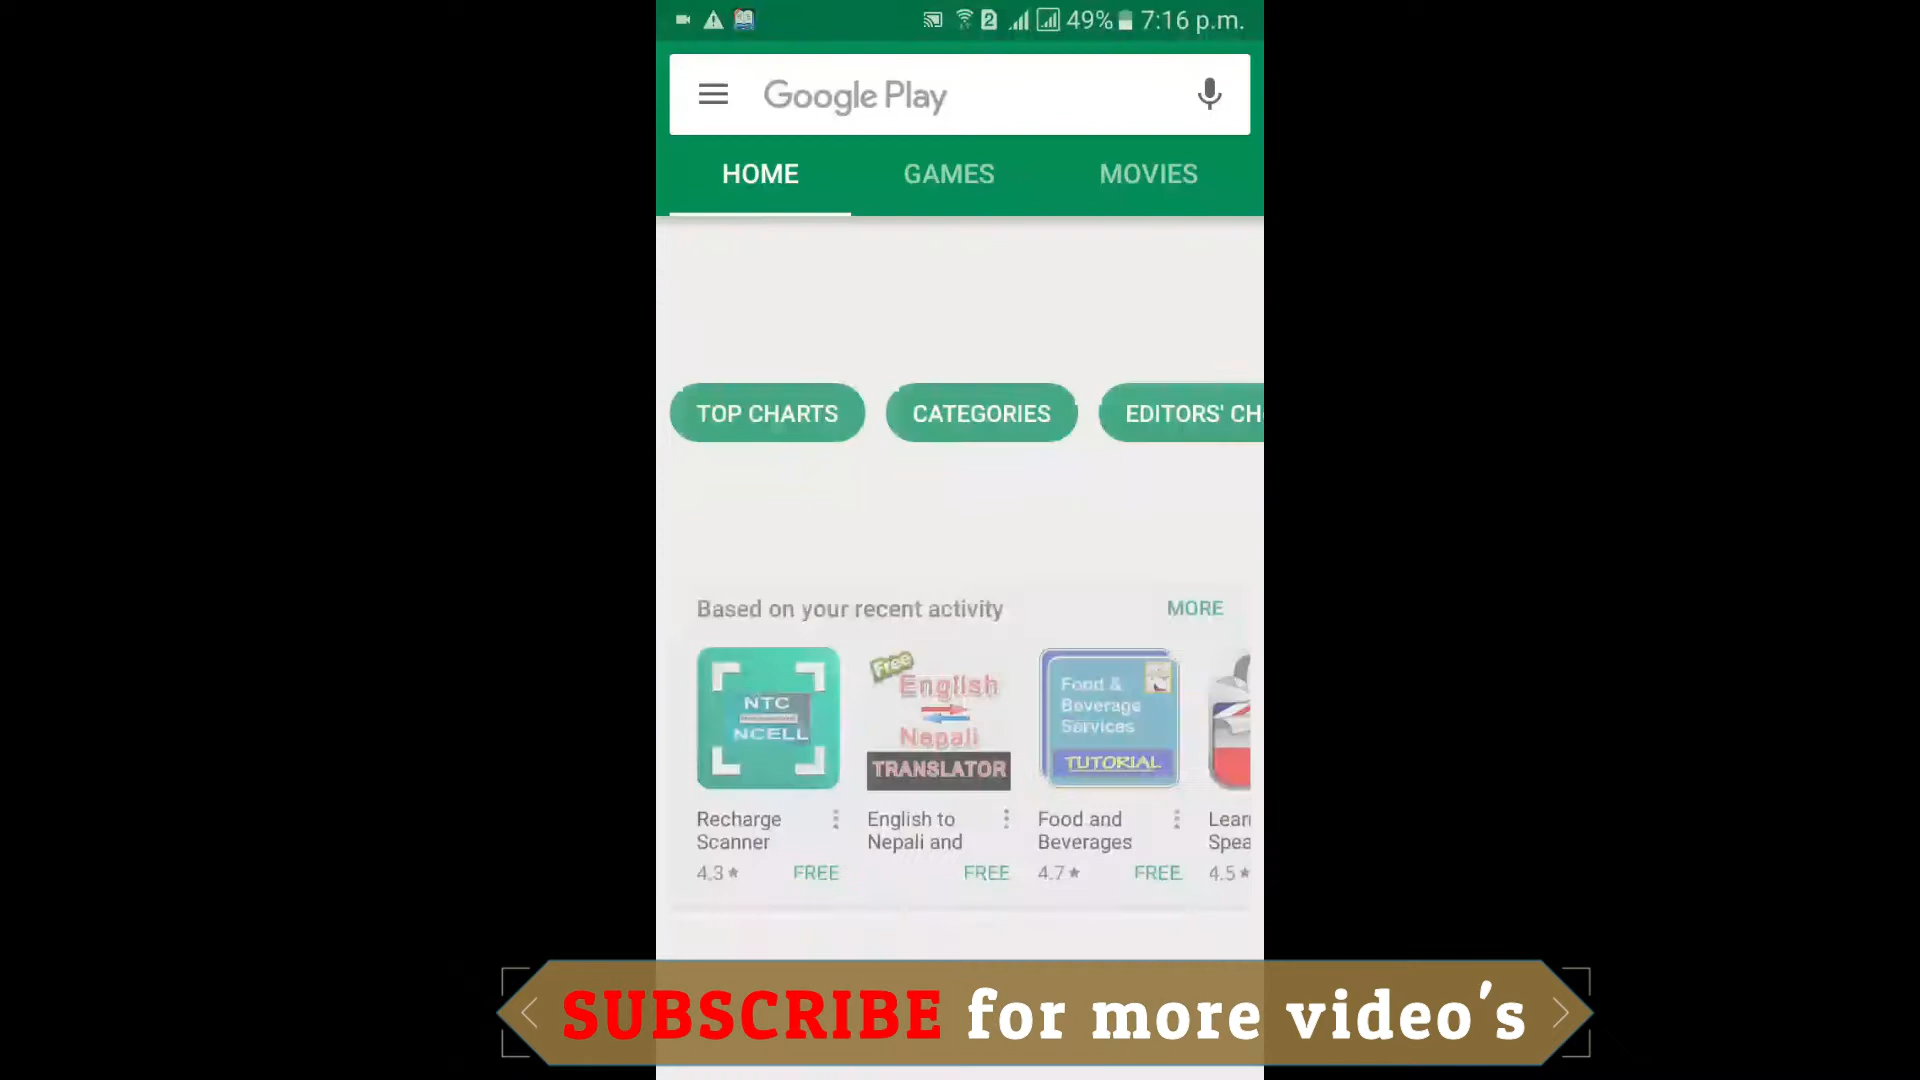 49% 7:16 p.m.
Google Play
HOME GAMES MOVIES
TOP CHARTS CATEGORIES EDITORS' CH
Based on your recent activity MORE
NTC
NCELL
Free
English
Nepali
TRANSLATOR
Food &
Beverage
Services
TUTORIAL
Recharge
Scanner
4.3★ FREE
English to
Nepali and
FREE
Food and
Beverages
4.7★ FREE
Lear
Spea
4.5★
SUBSCRIBE for more video's